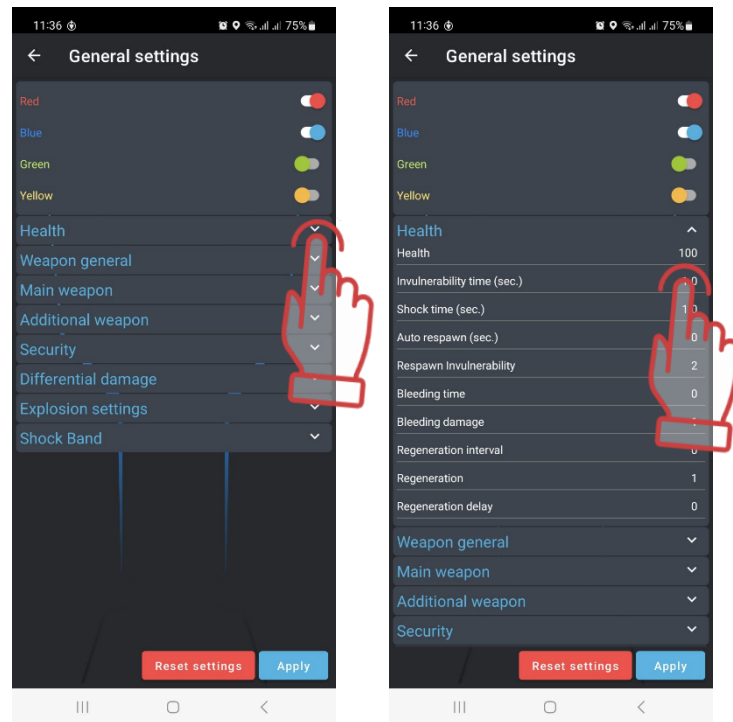 11:36 75%
General settings
Red
Blue
Green
Yellow
Health
Weapon general
Main weapon
Additional weapon
Security
Differential damage
Explosion settings
Shock Band
Reset settings Apply
11:36 75%
General settings
Red
Blue
Green
Yellow
Health
Health 100
Invulnerability time (sec.)
Shock time (sec.)
Auto respawn (sec.) 0
Respawn Invulnerability 2
Bleeding time 0
Bleeding damage
Regeneration interval 0
Regeneration 1
Regeneration delay 0
Weapon general
Main weapon
Additional weapon
Security
Reset settings Apply